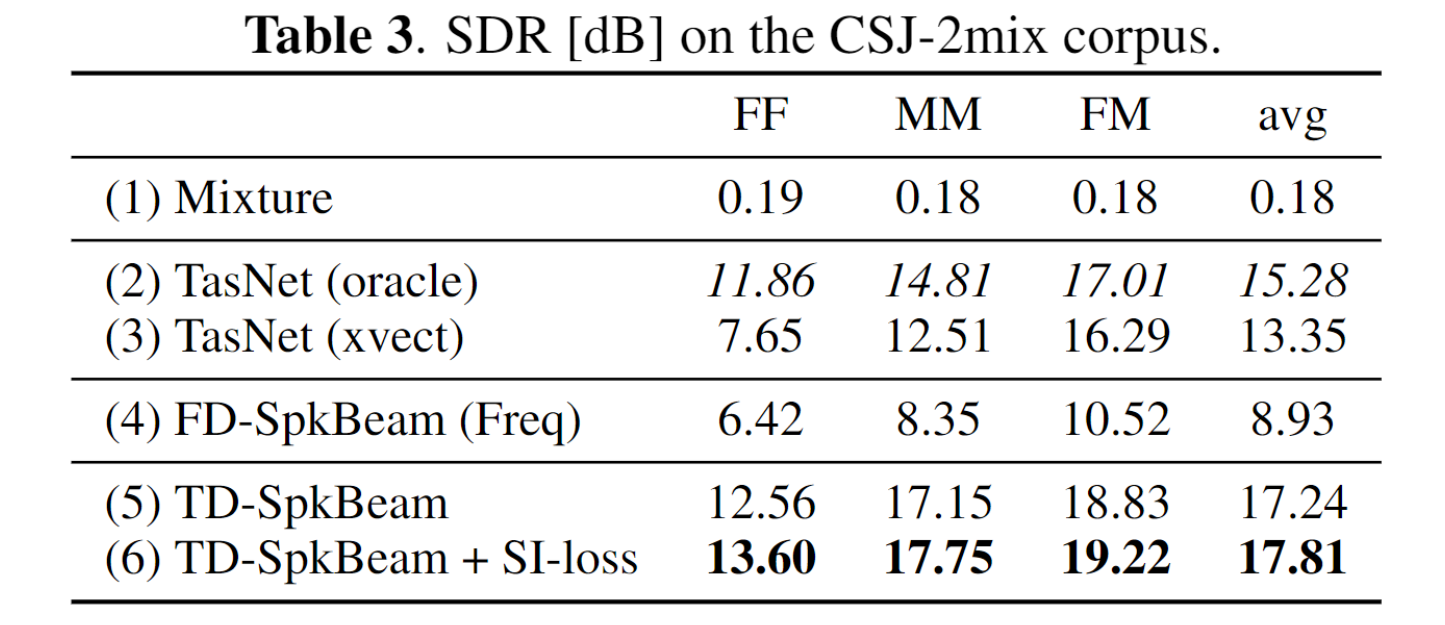 Table 3. SDR [dB] on the CSJ-2mix corpus.
FF MM FM avg
(1) Mixture 0.19 0.18 0.18 0.18
(2) TasNet (oracle) 11.86 14.81 17.01 15.28
(3) TasNet (xvect) 7.65 12.51 16.29 13.35
(4) FD-SpkBeam (Freq) 6.42 8.35 10.52 8.93
(5) TD-SpkBeam 12.56 17.15 18.83 17.24
(6) TD-SpkBeam + SI-loss 13.60 17.75 19.22 17.81